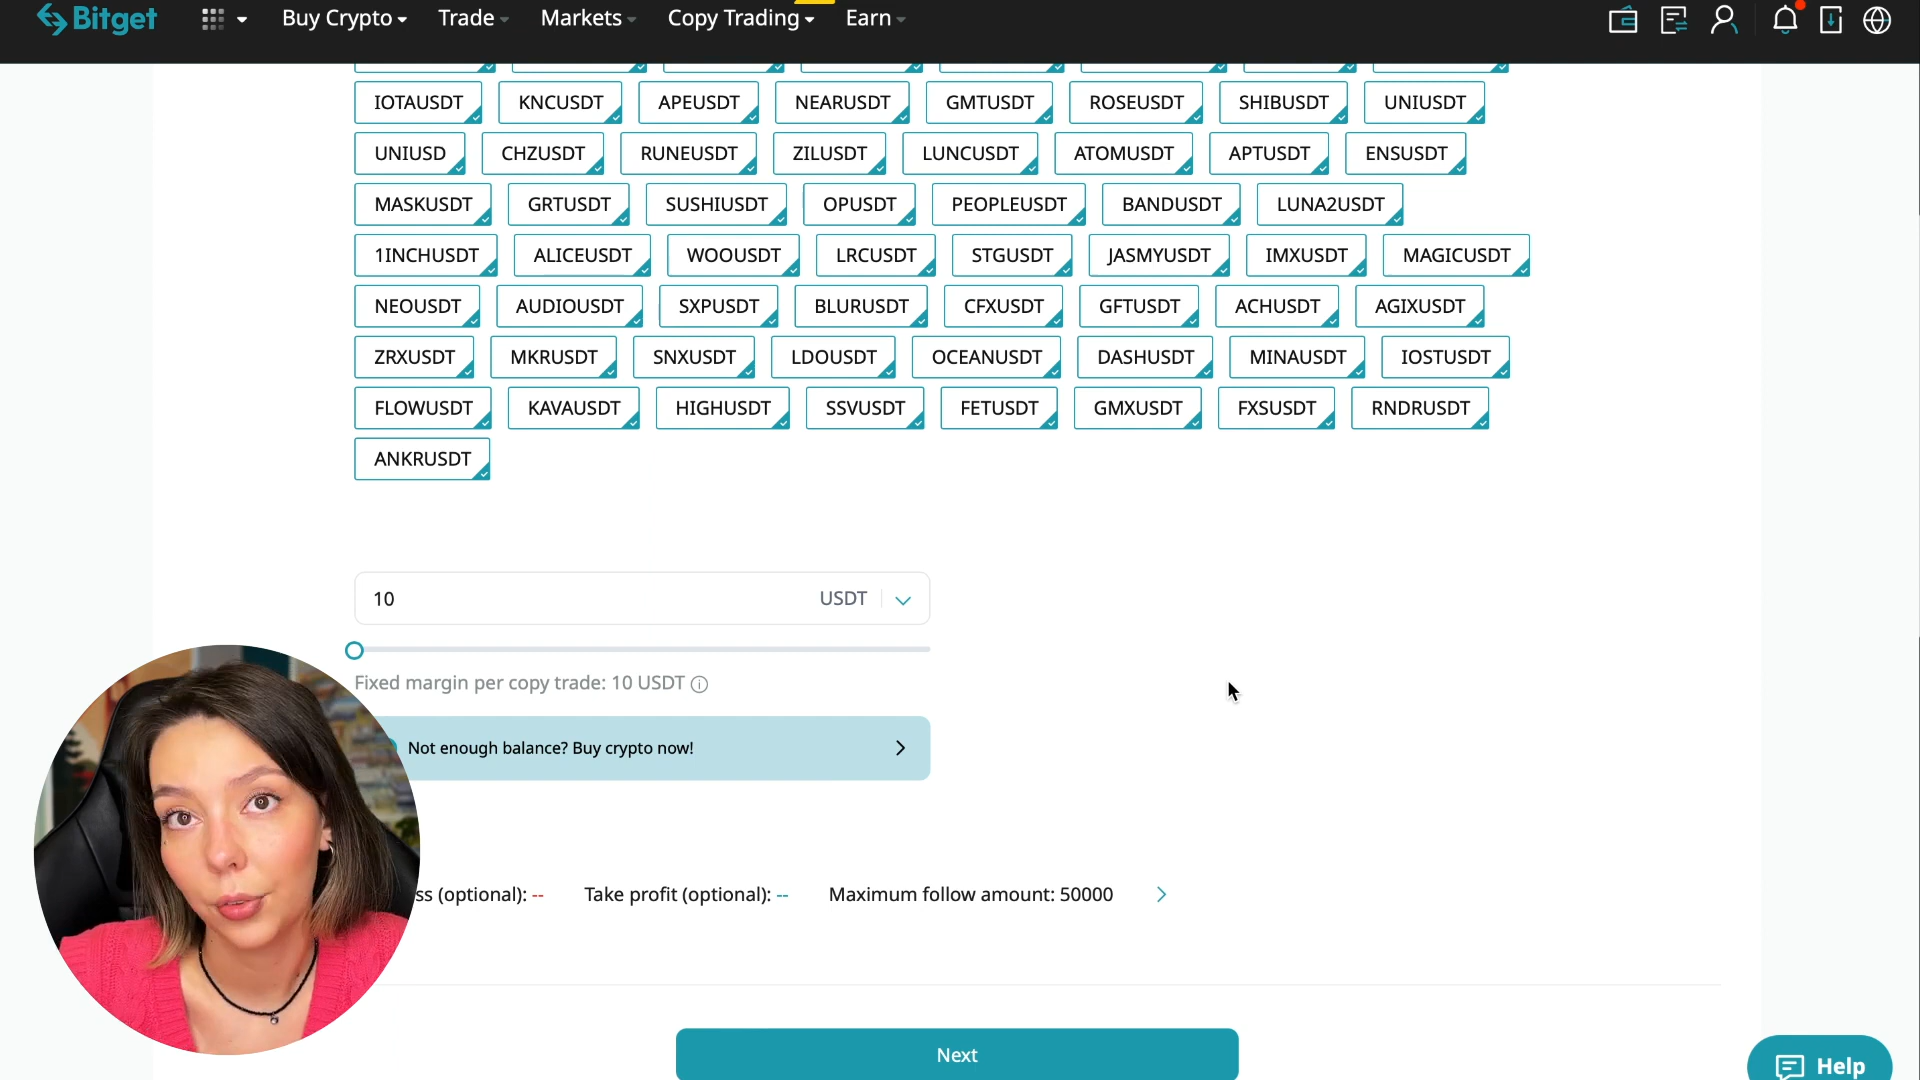 Bitget Buy Crypto Trade Markets Copy Trading Earn
IOTAUSDT KNCUSDT APEUSDT NEARUSDT GMTUSDT ROSEUSDT SHIBUSDT UNIUSDT
UNIUSD CHZUSDT RUNEUSDT ZILUSDT LUNCUSDT ATOMUSDT APTUSDT ENSUSDT
MASKUSDT GRTUSDT SUSHIUSDT OPUSDT PEOPLEUSDT BANDUSDT LUNA2USDT
1INCHUSDT ALICEUSDT WOOUSDT LRCUSDT STGUSDT JASMYUSDT IMXUSDT MAGICUSDT
NEOUSDT AUDIOUSDT SXPUSDT BLURUSDT CFXUSDT GFTUSDT ACHUSDT AGIXUSDT
ZRXUSDT MKRUSDT SNXUSDT LDOUSDT OCEANUSDT DASHUSDT MINAUSDT IOSTUSDT
FLOWUSDT KAVAUSDT HIGHUSDT SSVUSDT FETUSDT GMXUSDT FXSUSDT RNDRUSDT
ANKRUSDT
10 USDT
Fixed margin per copy trade: 10 USDT
Not enough balance? Buy crypto now!
ss (optional): -- Take profit (optional): -- Maximum follow amount: 50000
Next
Help